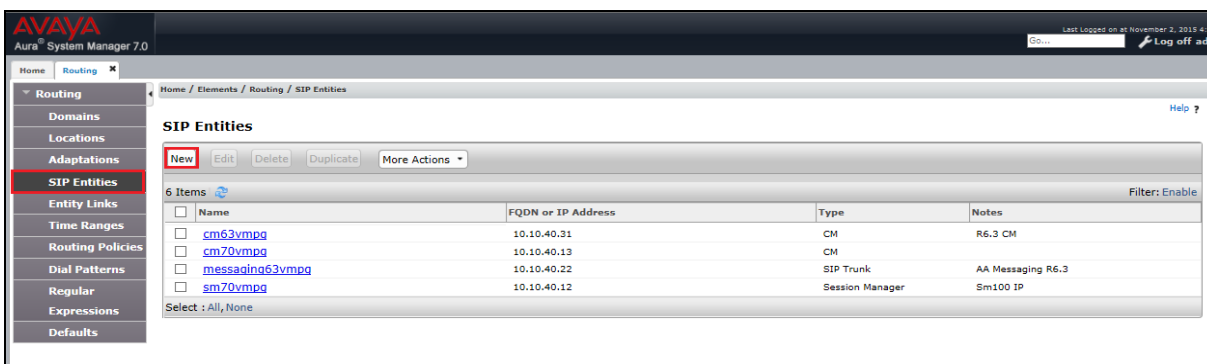 AVAYA
Aura® System Manager 7.0
Last Logged on at November 2, 2015 4:
Go... Log off ad
Home Routing ✖
Routing
Domains
Locations
Adaptations
SIP Entities
Entity Links
Time Ranges
Routing Policies
Dial Patterns
Regular
Expressions
Defaults
Home / Elements / Routing / SIP Entities
Help ?
SIP Entities
New Edit Delete Duplicate More Actions
6 Items Filter: Enable
Name FQDN or IP Address Type Notes
cm63vmpg 10.10.40.31 CM R6.3 CM
cm70vmpg 10.10.40.13 CM
messaging63vmpg 10.10.40.22 SIP Trunk AA Messaging R6.3
sm70vmpg 10.10.40.12 Session Manager Sm100 IP
Select : All, None